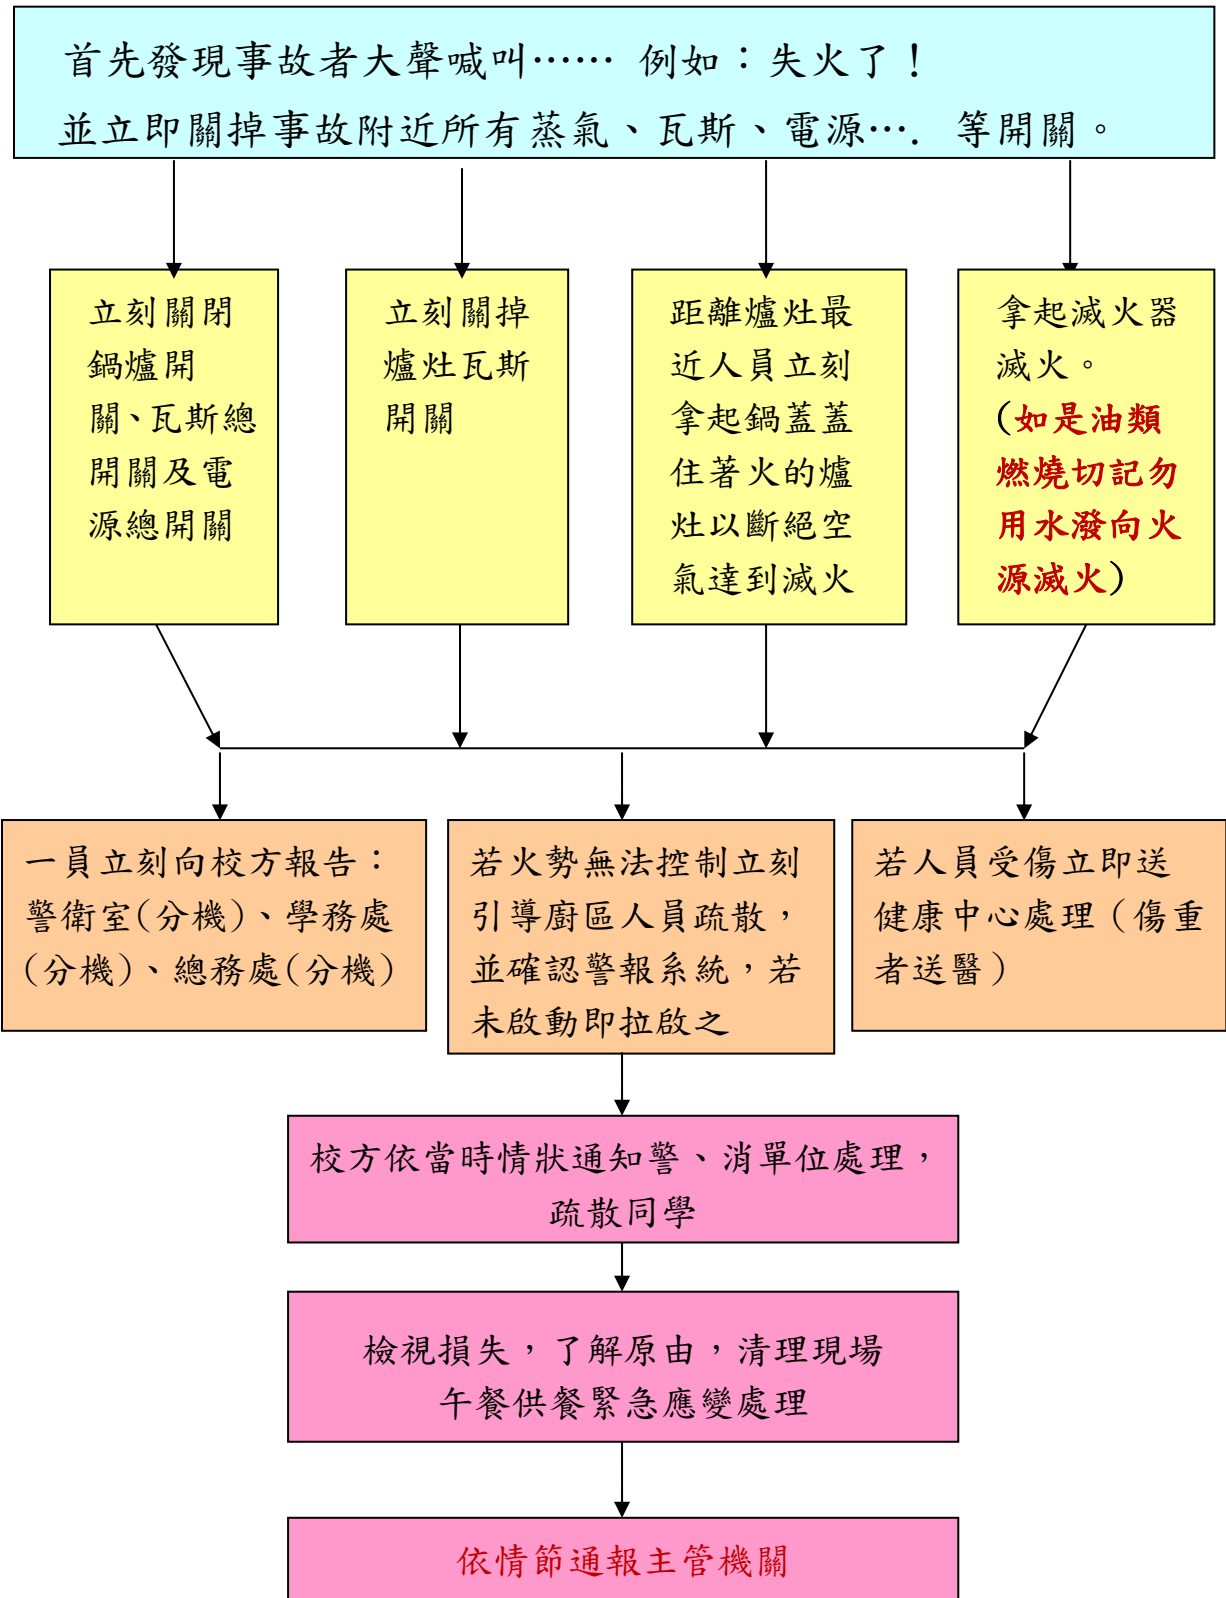 首先發現事故者大聲喊叫…… 例如：失火了！
並立即關掉事故附近所有蒸氣、瓦斯、電源…. 等開關。
立刻關閉
鍋爐開
關、瓦斯總
開關及電
源總開關
立刻關掉
爐灶瓦斯
開關
距離爐灶最
近人員立刻
拿起鍋蓋蓋
住著火的爐
灶以斷絕空
氣達到滅火
拿起滅火器
滅火。
(如是油類
燃燒切記勿
用水潑向火
源滅火)
一員立刻向校方報告：
警衛室(分機)、學務處
(分機)、總務處(分機)
若火勢無法控制立刻
引導廚區人員疏散，
並確認警報系統，若
未啟動即拉啟之
若人員受傷立即送
健康中心處理（傷重
者送醫）
校方依當時情狀通知警、消單位處理，
疏散同學
檢視損失，了解原由，清理現場
午餐供餐緊急應變處理
依情節通報主管機關